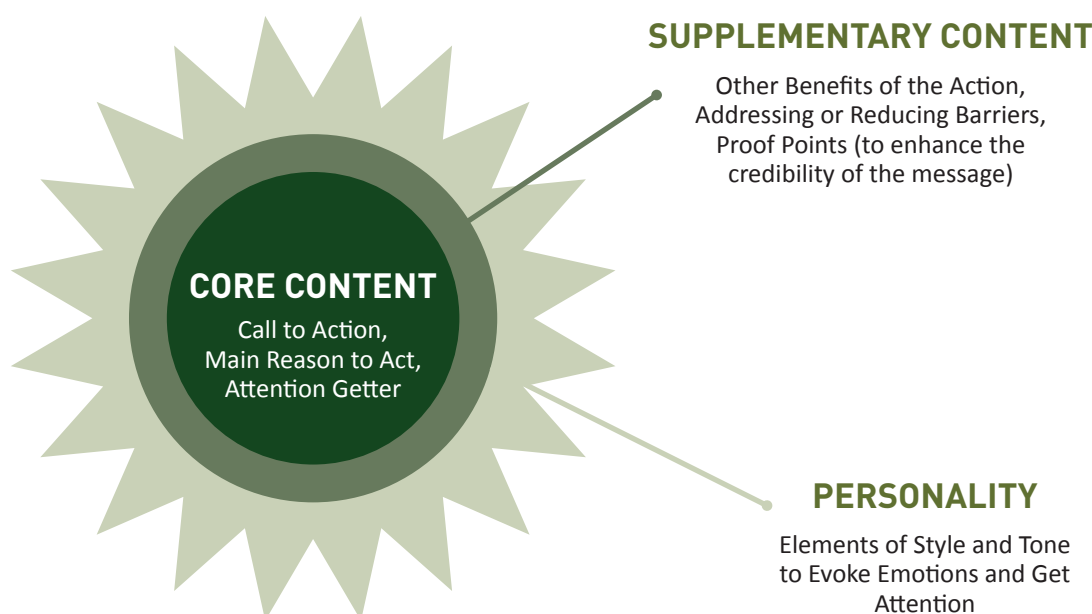 SUPPLEMENTARY CONTENT
Other Benefits of the Action,
Addressing or Reducing Barriers,
Proof Points (to enhance the
credibility of the message)
CORE CONTENT
Call to Action,
Main Reason to Act,
Attention Getter
PERSONALITY
Elements of Style and Tone
to Evoke Emotions and Get
Attention